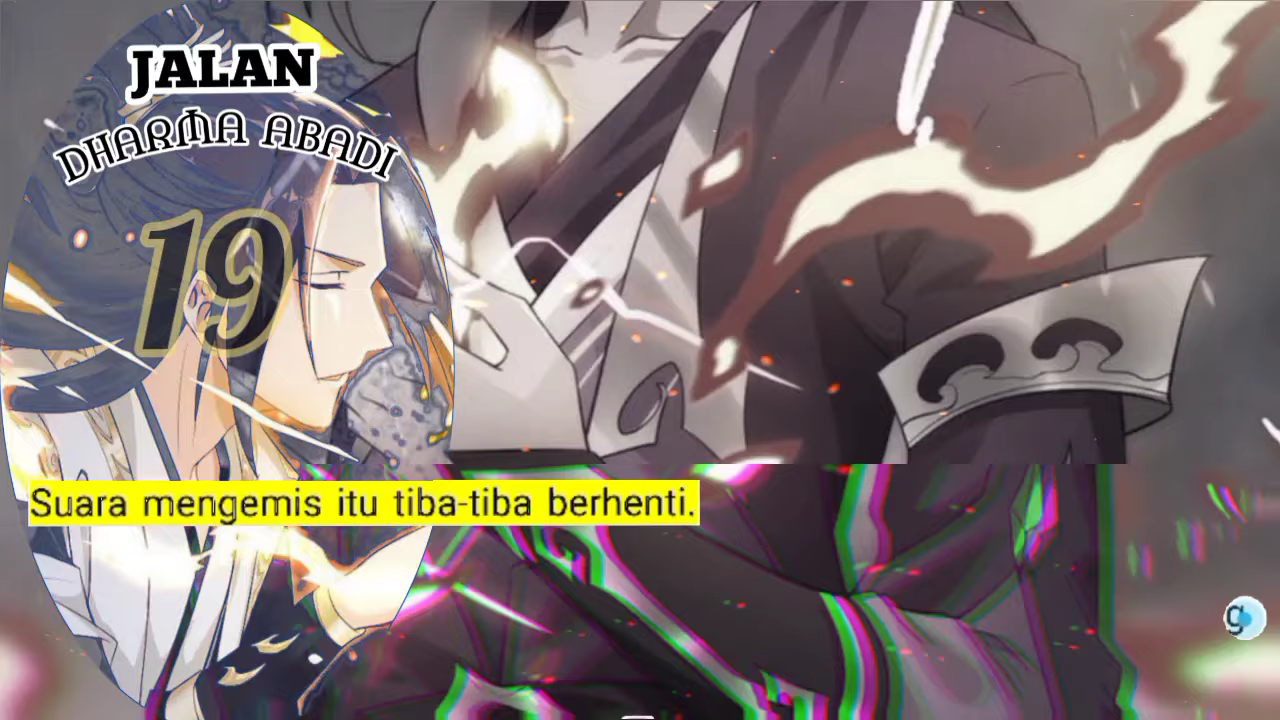 JALAN
DHARMA ABADI
19
Suara mengemis itu tiba-tiba berhenti.
g